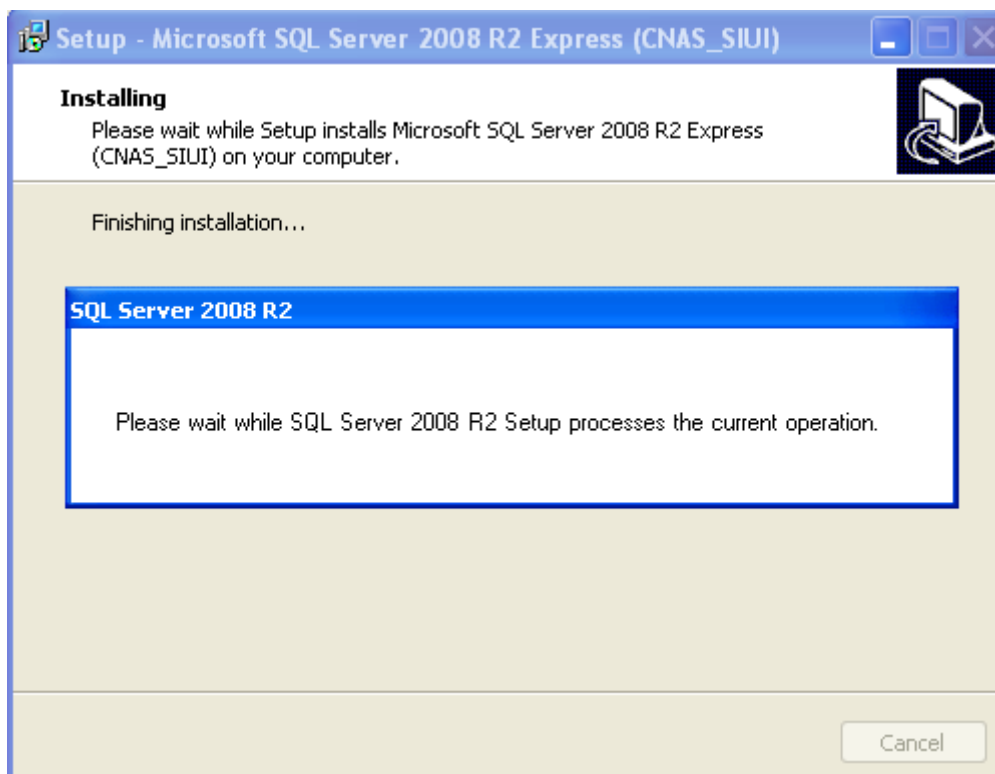 Setup - Microsoft SQL Server 2008 R2 Express (CNAS_SIUI)
Installing
Please wait while Setup installs Microsoft SQL Server 2008 R2 Express
(CNAS_SIUI) on your computer.
Finishing installation...
SQL Server 2008 R2
Please wait while SQL Server 2008 R2 Setup processes the current operation.
Cancel